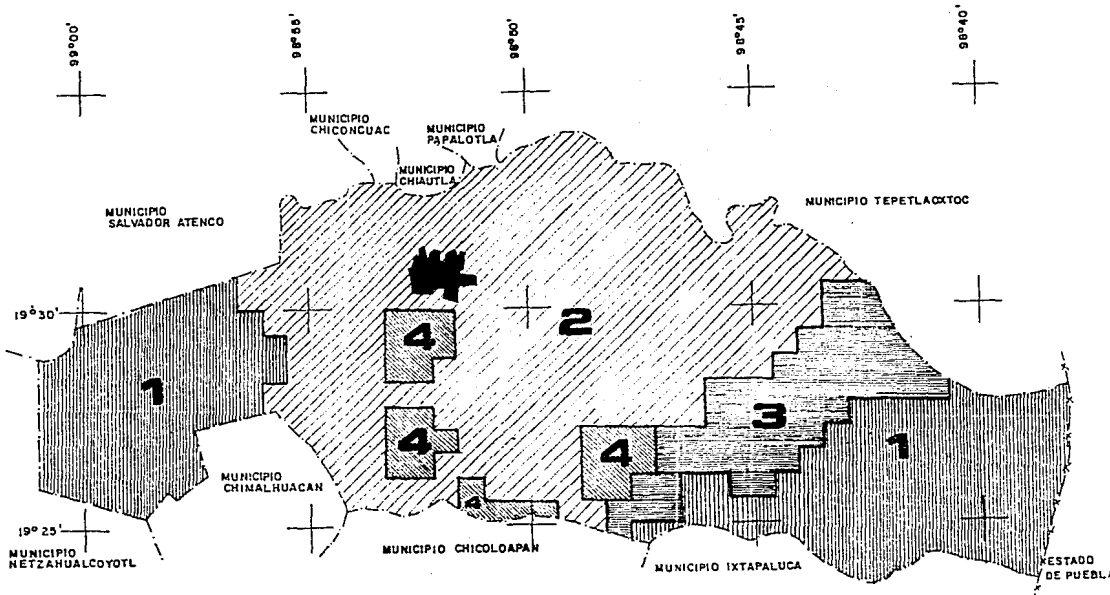 99°00'
98°55'
98°50'
98°45'
98°40'
MUNICIPIO
CHICONCUAC
MUNICIPIO
PAPALOTLA
MUNICIPIO
CHIAUTLA
MUNICIPIO
SALVADOR ATENCO
MUNICIPIO TEPETLAOXTOC
19°30'
4
2
1
3
4
4
1
4
MUNICIPIO
CHIMALHUACAN
19°25'
MUNICIPIO
NETZAHUALCOYOTL
MUNICIPIO CHICOLOAPAN
MUNICIPIO IXTAPALUCA
ESTADO
DE PUEBLA